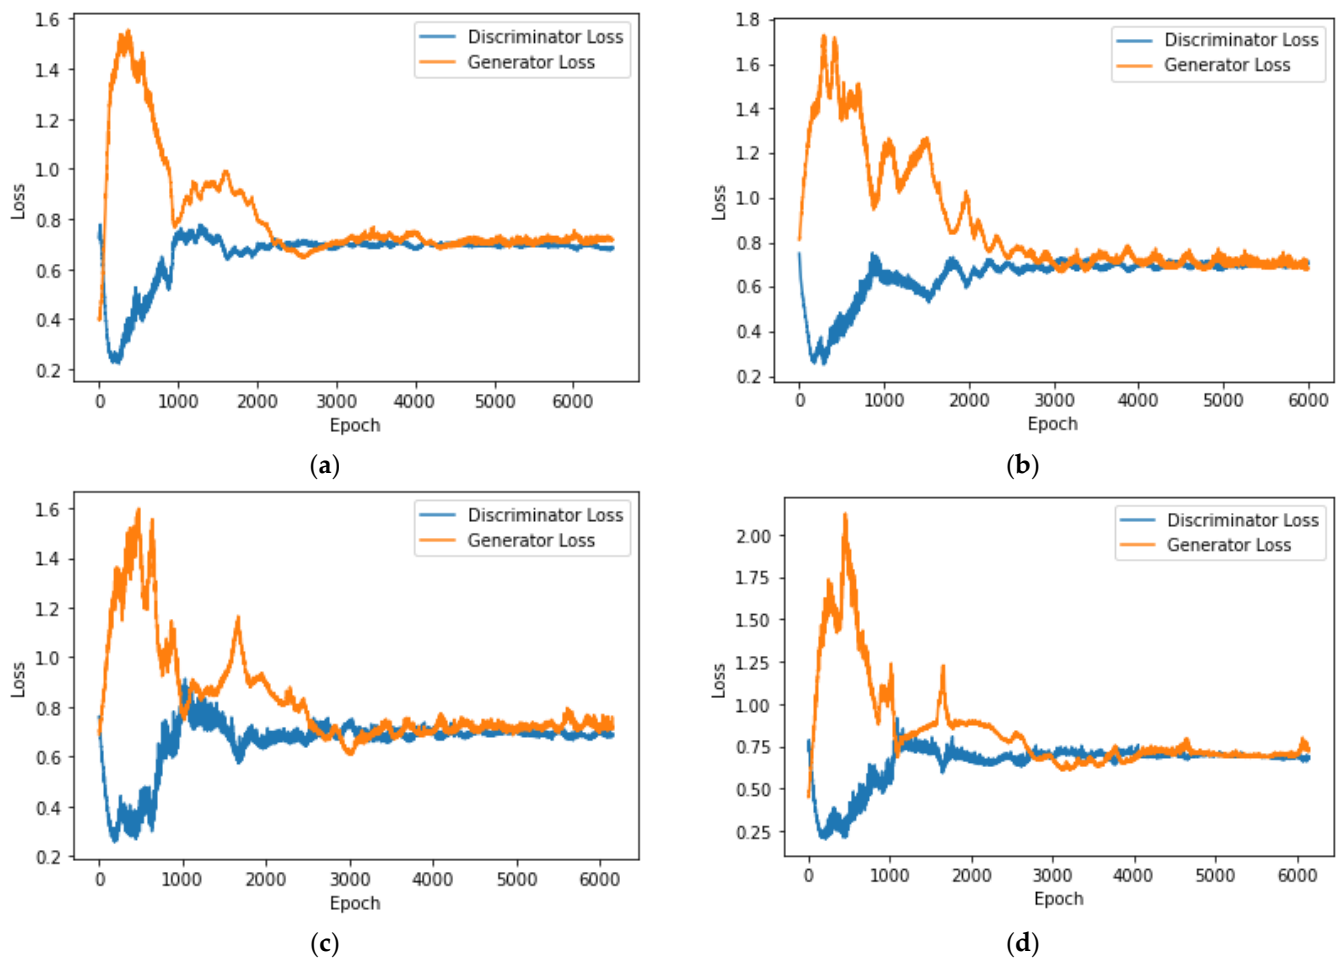 1.6
1.4
1.2
1.0
0.8
0.6
0.4
0.2
Loss
Discriminator Loss
Generator Loss
0 1000 2000 3000 4000 5000 6000
Epoch
(a)
1.8
1.6
1.4
1.2
1.0
0.8
0.6
0.4
0.2
Loss
Discriminator Loss
Generator Loss
0 1000 2000 3000 4000 5000 6000
Epoch
(b)
1.6
1.4
1.2
1.0
0.8
0.6
0.4
0.2
Loss
Discriminator Loss
Generator Loss
0 1000 2000 3000 4000 5000 6000
Epoch
(c)
2.00
1.75
1.50
1.25
1.00
0.75
0.50
0.25
Loss
Discriminator Loss
Generator Loss
0 1000 2000 3000 4000 5000 6000
Epoch
(d)